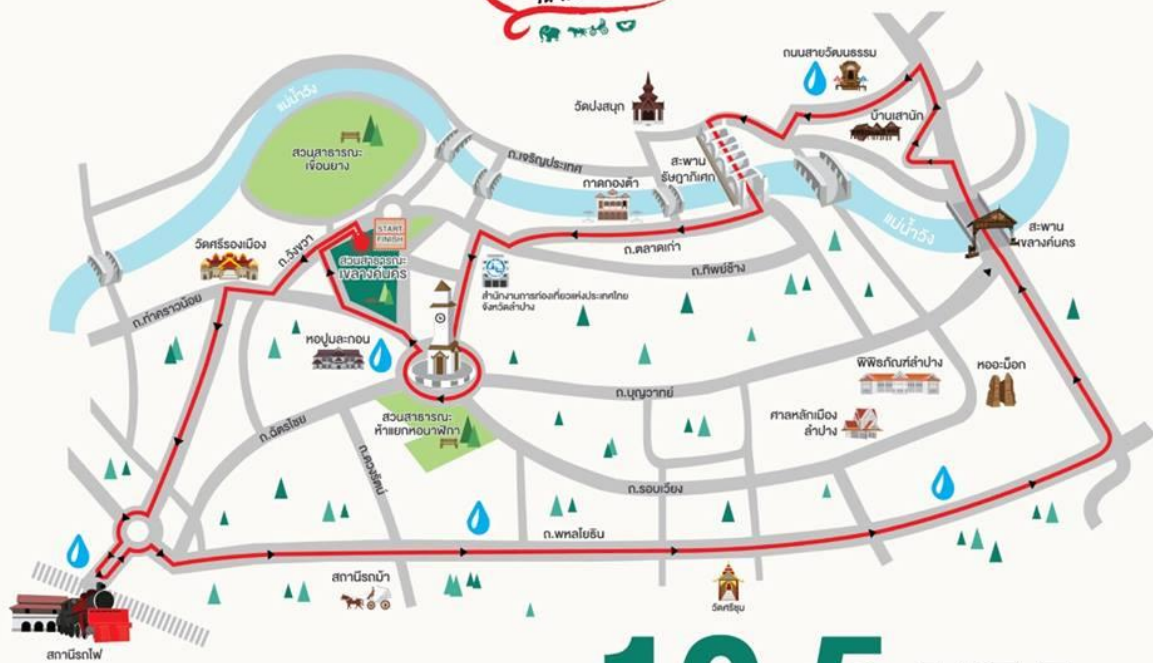 ถนนสายวัฒนธรรม
แม่น้ำวัง
วัดปงสนุก
บ้านเสานัก
สวนสาธารณะ
เขื่อนยาง
ถ.เจริญประเทศ
สะพาน
รัษฎาภิเศก
กาดกองต้า
START
FINISH
แม่น้ำวัง
สะพาน
เขลางค์นคร
วัดศรีรองเมือง
ถ.วังขวา
สวนสาธารณะ
เขลางค์นคร
ถ.ตลาดเก่า
ถ.ทิพย์ช้าง
สำนักงานการท่องเที่ยวแห่งประเทศไทย
จังหวัดลำปาง
ถ.ท่าคราวน้อย
หอปูมละกอน
พิพิธภัณฑ์ลำปาง
หออะม็อก
ถ.บุญวาทย์
สวนสาธารณะ
ห้าแยกหอนาฬิกา
ศาลหลักเมือง
ลำปาง
ถ.ฉัตรไชย
ถ.ดวงรัตน์
ถ.รอบเวียง
ถ.พหลโยธิน
สถานีรถม้า
วัดศรีชุม
สถานีรถไฟ
10.5